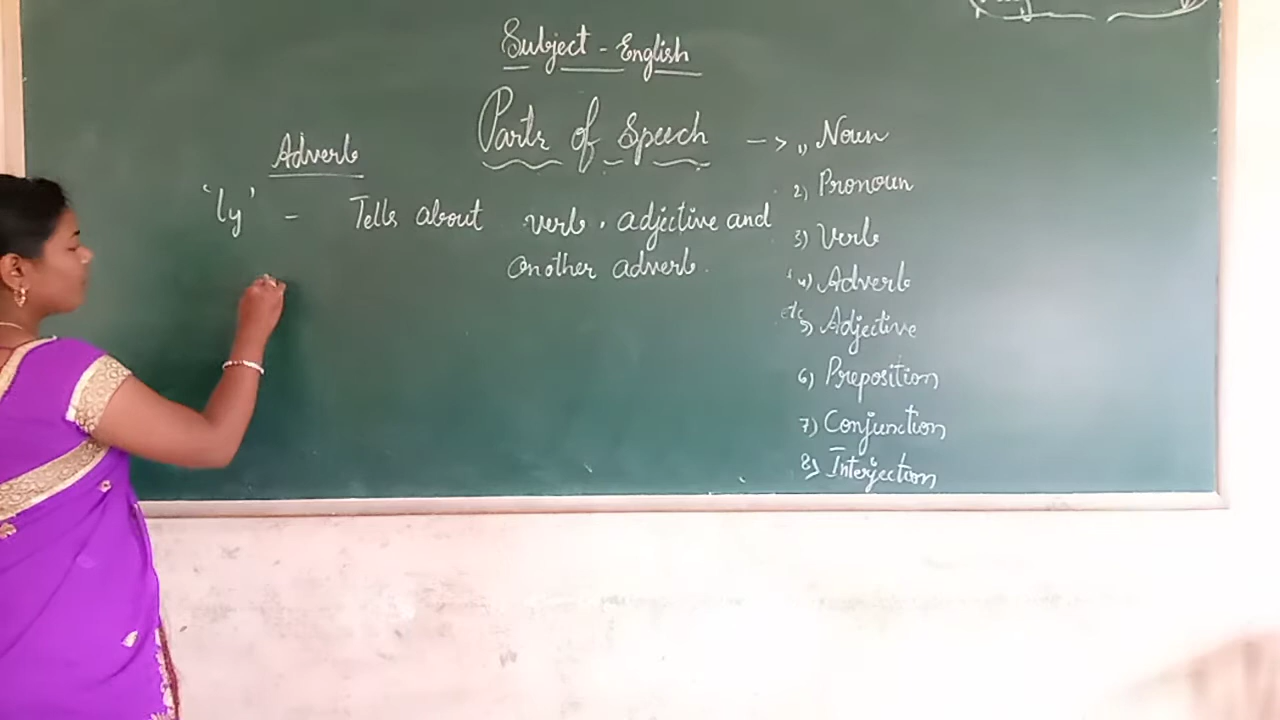 Subject - English
Parts of Speech -> 1) Noun
2) Pronoun
3) Verb
4) Adverb
etc
5) Adjective
6) Preposition
7) Conjunction
8) Interjection
Adverb
'ly' - Tells about verb, adjective and
another adverb.